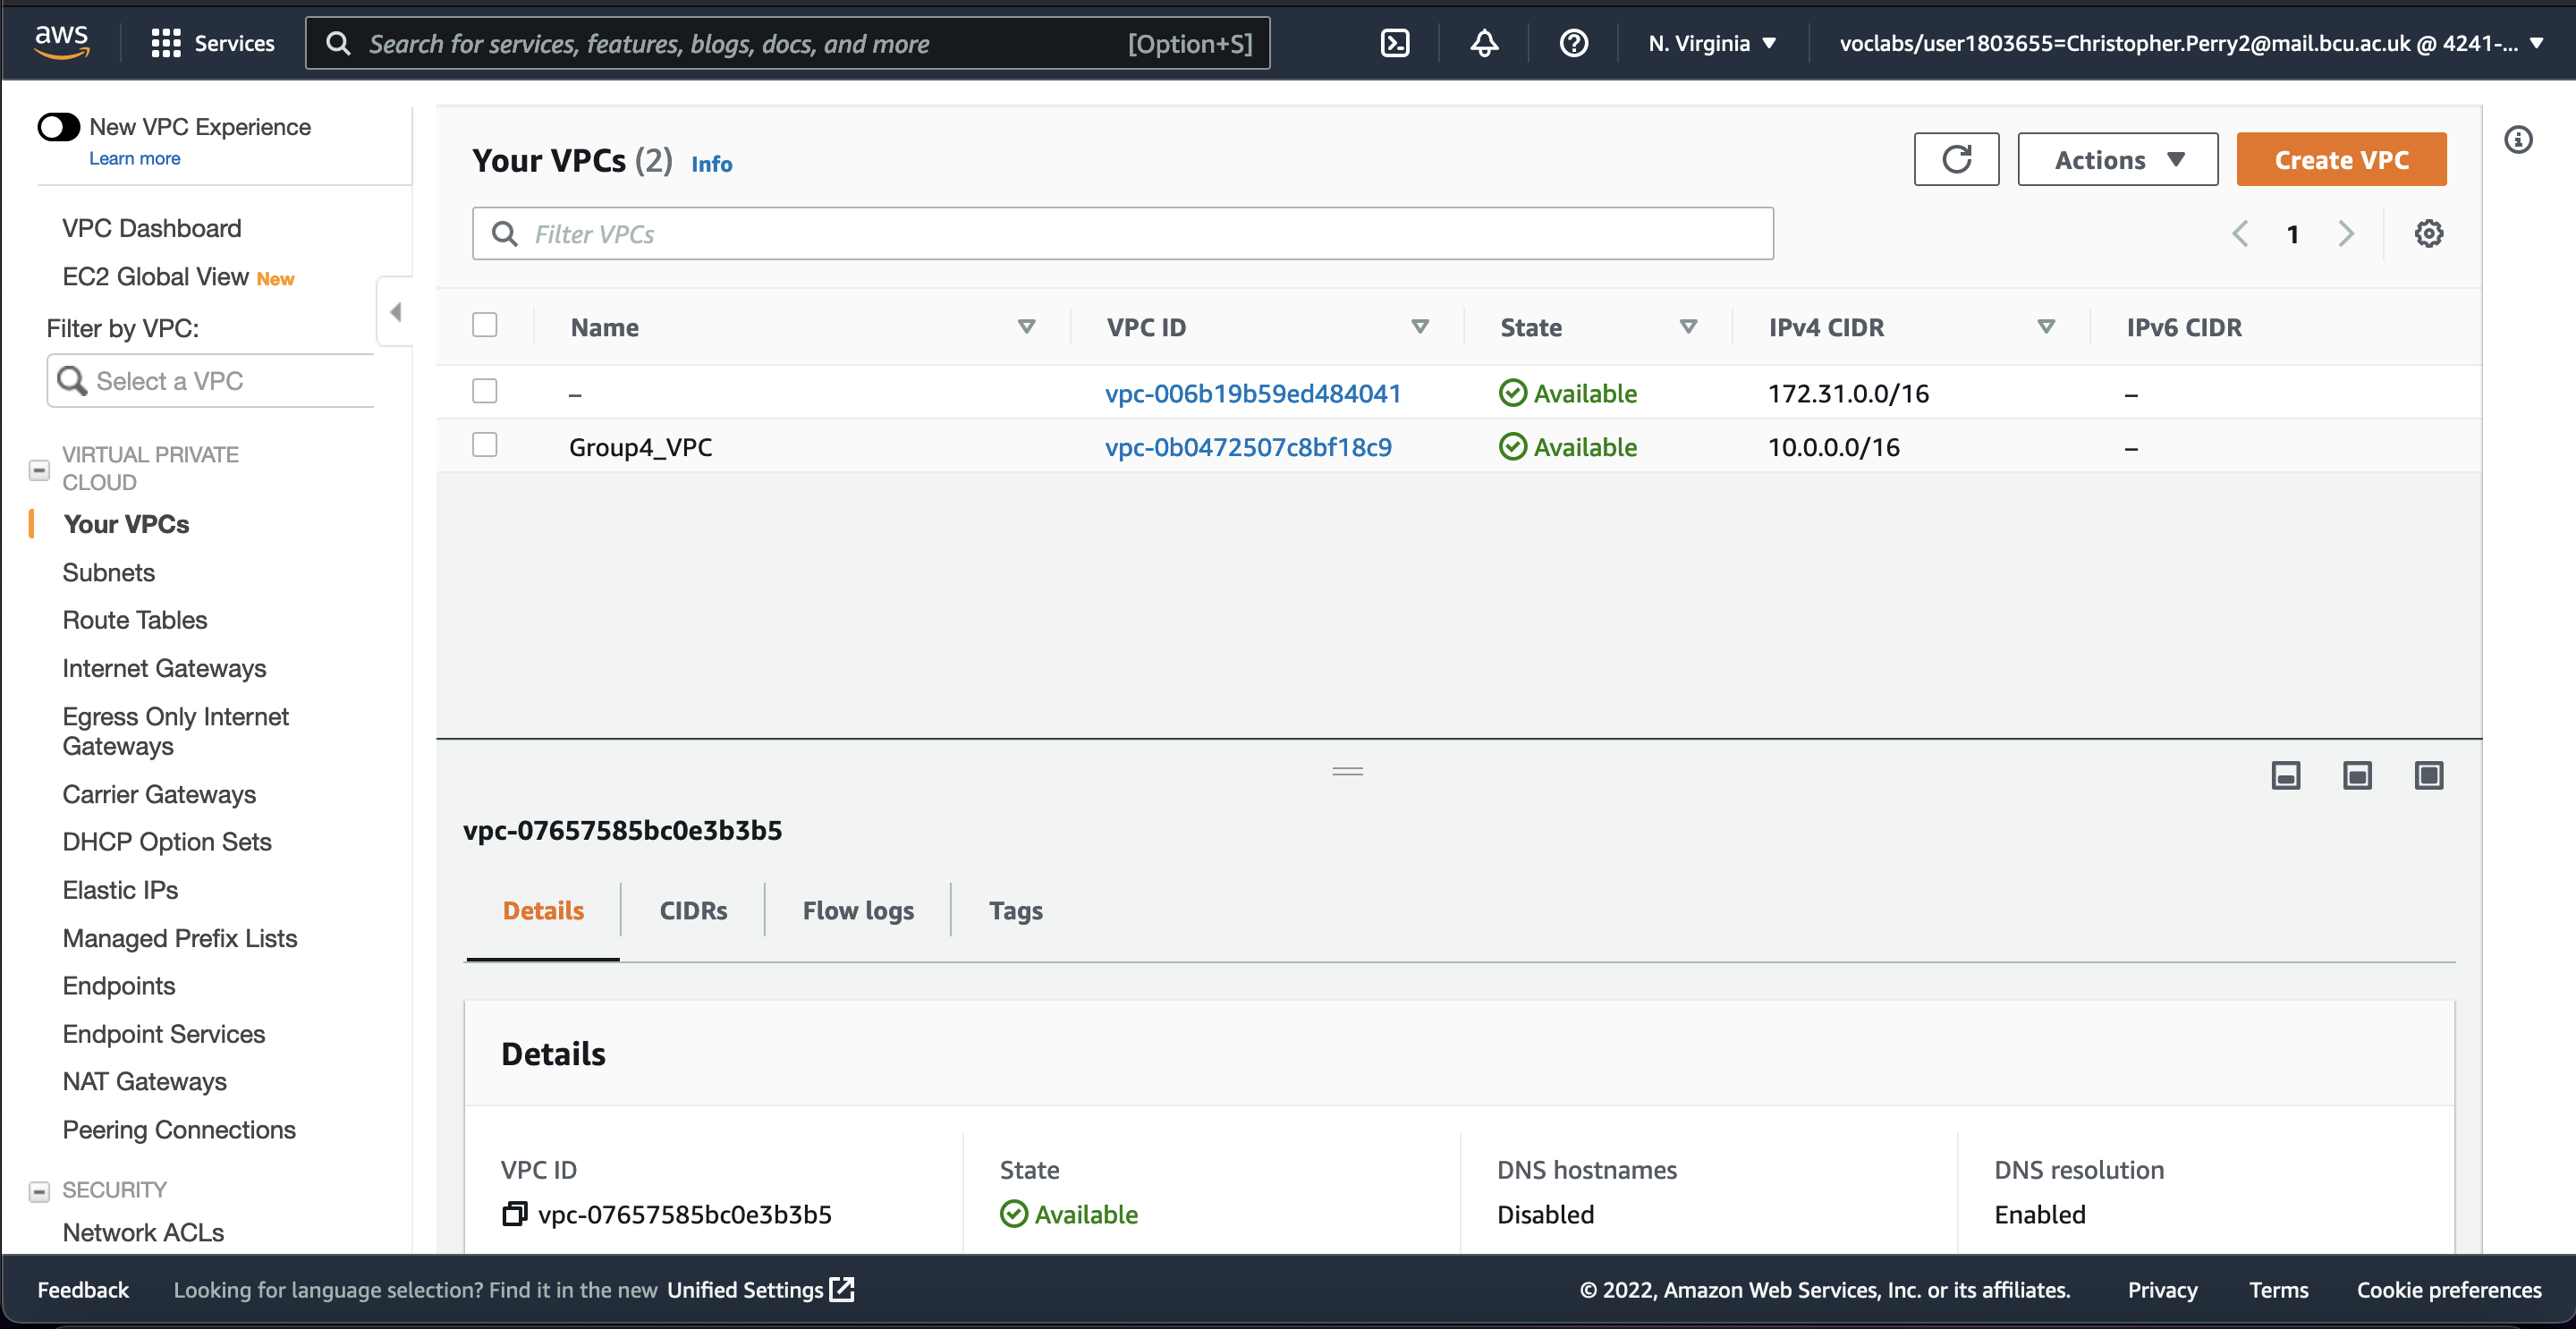 aws
Services
Search for services, features, blogs, docs, and more
[Option+S]
N. Virginia
voclabs/user1803655=Christopher.Perry2@mail.bcu.ac.uk @ 4241-...
New VPC Experience
Learn more
VPC Dashboard
EC2 Global View New
Filter by VPC:
Select a VPC
VIRTUAL PRIVATE
CLOUD
Your VPCs
Subnets
Route Tables
Internet Gateways
Egress Only Internet
Gateways
Carrier Gateways
DHCP Option Sets
Elastic IPs
Managed Prefix Lists
Endpoints
Endpoint Services
NAT Gateways
Peering Connections
SECURITY
Network ACLs
Your VPCs (2) Info
Actions
Create VPC
Filter VPCs
1
Name VPC ID State IPv4 CIDR IPv6 CIDR
– vpc-006b19b59ed484041 Available 172.31.0.0/16 –
Group4_VPC vpc-0b0472507c8bf18c9 Available 10.0.0.0/16 –
vpc-07657585bc0e3b3b5
Details CIDRs Flow logs Tags
Details
VPC ID State DNS hostnames DNS resolution
vpc-07657585bc0e3b3b5 Available Disabled Enabled
Feedback Looking for language selection? Find it in the new Unified Settings © 2022, Amazon Web Services, Inc. or its affiliates. Privacy Terms Cookie preferences